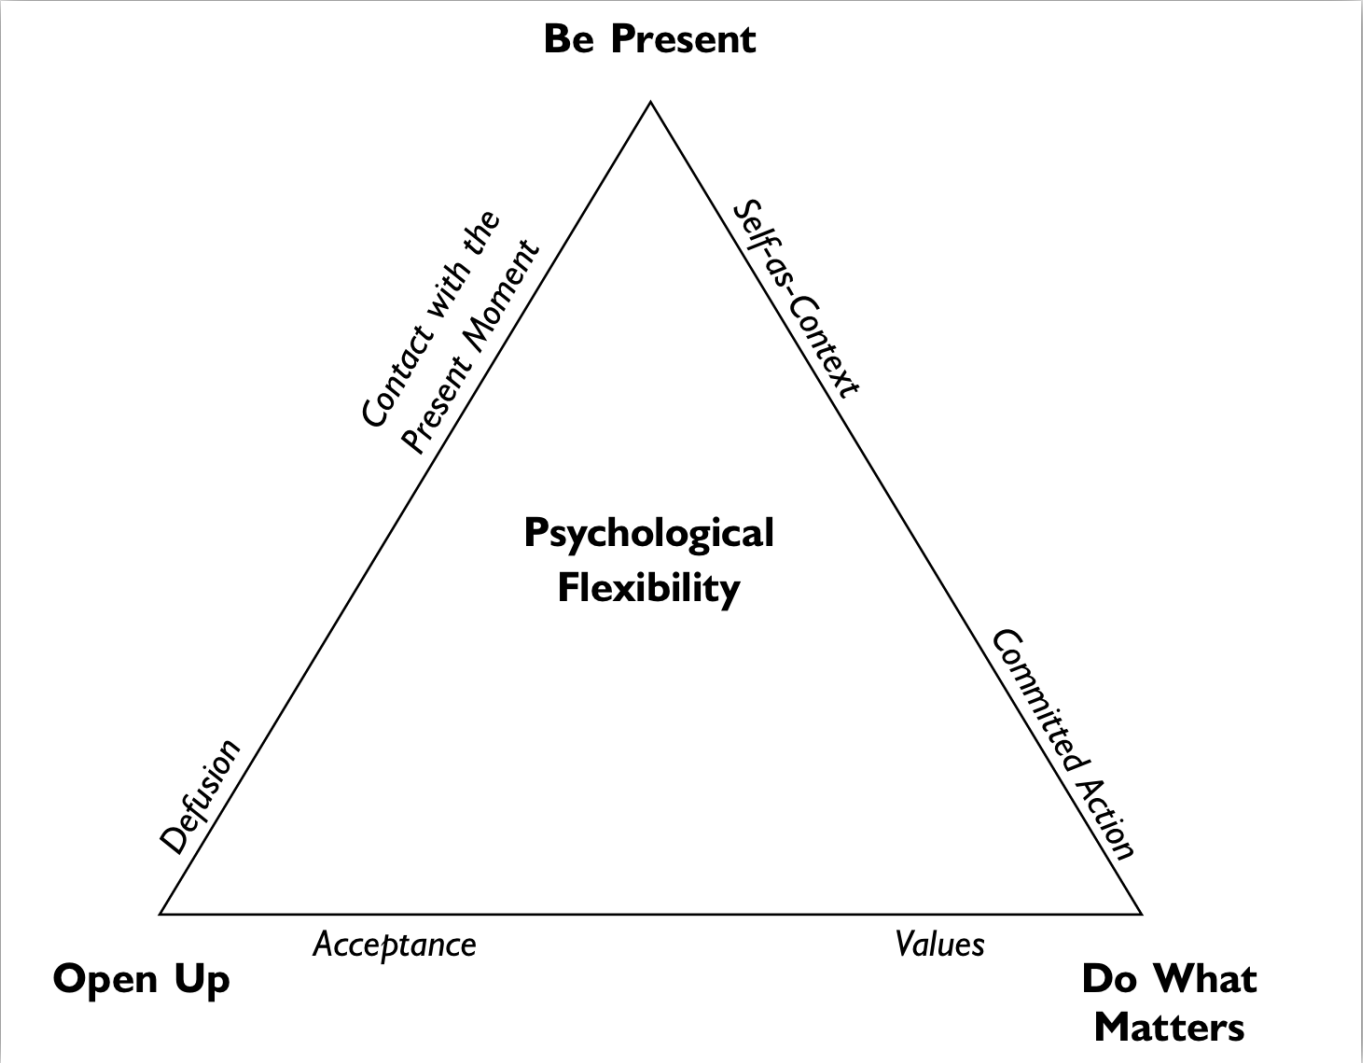 Be Present
Contact with the
Present Moment
Self-as-Context
Psychological
Flexibility
Defusion
Committed Action
Acceptance
Values
Open Up
Do What
Matters